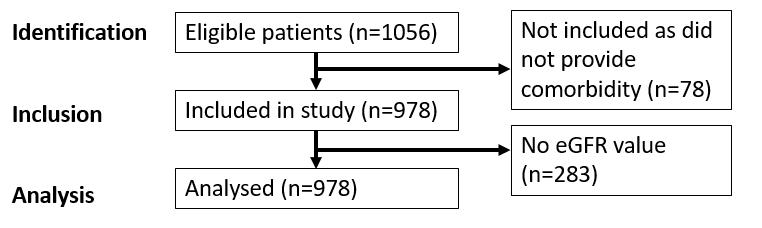 Identification
Eligible patients (n=1056)
Not included as did
not provide
comorbidity (n=78)
Inclusion
Included in study (n=978)
No eGFR value
(n=283)
Analysis
Analysed (n=978)